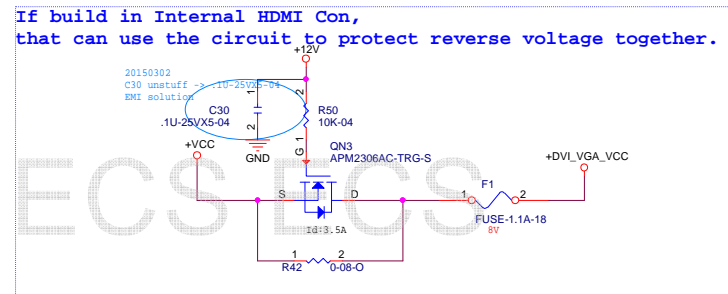 If build in Internal HDMI Con,
that can use the circuit to protect reverse voltage together.
+12V
20150302
C30 unstuff -> .1U-25VX5-04
EMI solution
1
2
C30
.1U-25VX5-04
2
R50
10K-04
1
G
GND
QN3
APM2306AC-TRG-S
+VCC
S
D
Id:3.5A
+DVI_VGA_VCC
F1
1
2
FUSE-1.1A-18
8V
1
2
R42
0-08-O
ECS ECS